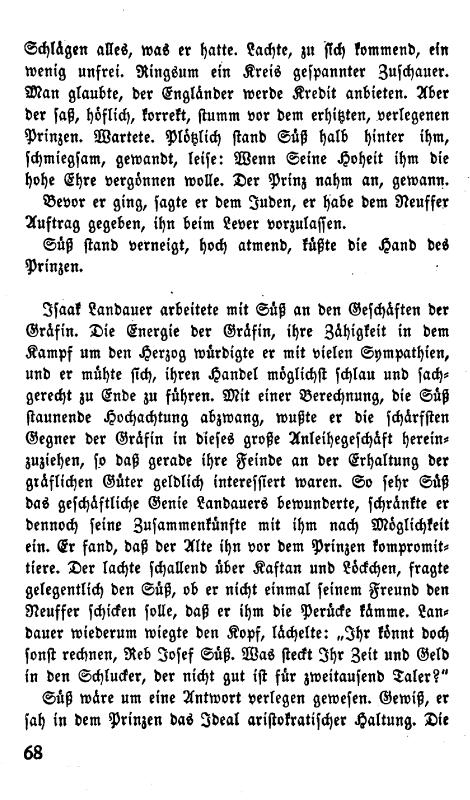 Schlägen alles, was er hatte. Lachte, zu sich kommend, ein
wenig unfrei. Ringsum ein Kreis gespannter Zuschauer.
Man glaubte, der Engländer werde Kredit anbieten. Aber
der saß, höflich, korrekt, stumm vor dem erhitzten, verlegenen
Prinzen. Wartete. Plötzlich stand Süß halb hinter ihm,
schmiegsam, gewandt, leise: Wenn Seine Hoheit ihm die
hohe Ehre vergönnen wolle. Der Prinz nahm an, gewann.
Bevor er ging, sagte er dem Juden, er habe dem Neuffer
Auftrag gegeben, ihn beim Lever vorzulassen.
Süß stand verneigt, hoch atmend, küßte die Hand des
Prinzen.

Isaak Landauer arbeitete mit Süß an den Geschäften der
Gräfin. Die Energie der Gräfin, ihre Zähigkeit in dem
Kampf um den Herzog würdigte er mit vielen Sympathien,
und er mühte sich, ihren Handel möglichst schlau und sach-
gerecht zu Ende zu führen. Mit einer Berechnung, die Süß
staunende Hochachtung abzwang, wußte er die schärfsten
Gegner der Gräfin in dieses große Anleihegeschäft herein-
zuziehen, so daß gerade ihre Feinde an der Erhaltung der
gräflichen Güter geldlich interessiert waren. So sehr Süß
das geschäftliche Genie Landauers bewunderte, schränkte er
dennoch seine Zusammenkünfte mit ihm nach Möglichkeit
ein. Er fand, daß der Alte ihn vor dem Prinzen kompromit-
tiere. Der lachte schallend über Kaftan und Löckchen, fragte
gelegentlich den Süß, ob er nicht einmal seinem Freund den
Neuffer schicken solle, daß er ihm die Perücke kämme. Lan-
dauer wiederum wiegte den Kopf, lächelte: „Ihr könnt doch
sonst rechnen, Reb Josef Süß. Was steckt Ihr Zeit und Geld
in den Schlucker, der nicht gut ist für zweitausend Taler?"
Süß wäre um eine Antwort verlegen gewesen. Gewiß, er
sah in dem Prinzen das Ideal aristokratischer Haltung. Die
68